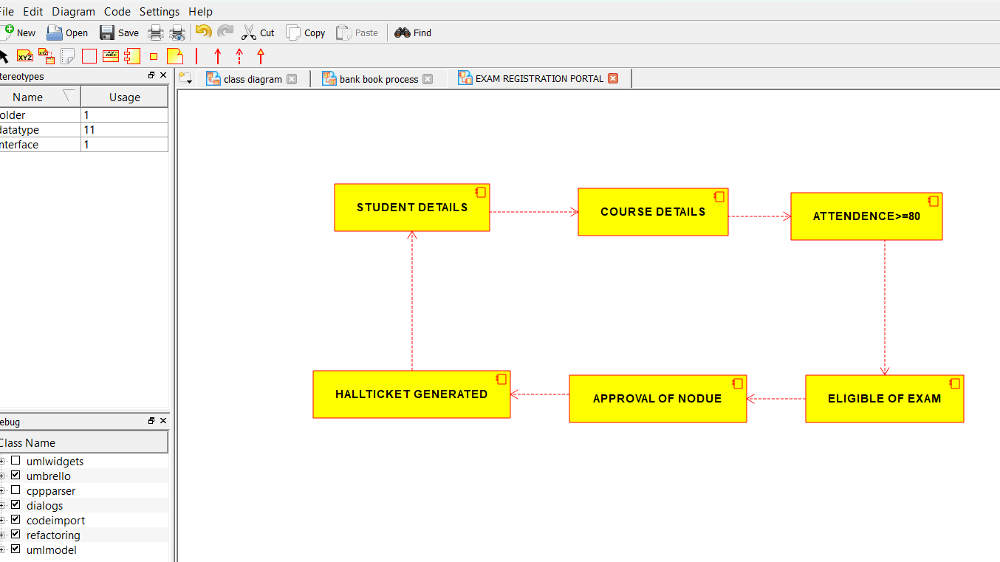 File Edit Diagram Code Settings Help
New Open Save Cut Copy Paste Find
XYZ XYZ ABC
tereotypes
class diagram bank book process EXAM REGISTRATION PORTAL
Name Usage
older 1
datatype 11
nterface 1
STUDENT DETAILS
COURSE DETAILS
ATTENDENCE>=80
HALLTICKET GENERATED
APPROVAL OF NODUE
ELIGIBLE OF EXAM
ebug
Class Name
umlwidgets
umbrello
cppparser
dialogs
codeimport
refactoring
umlmodel